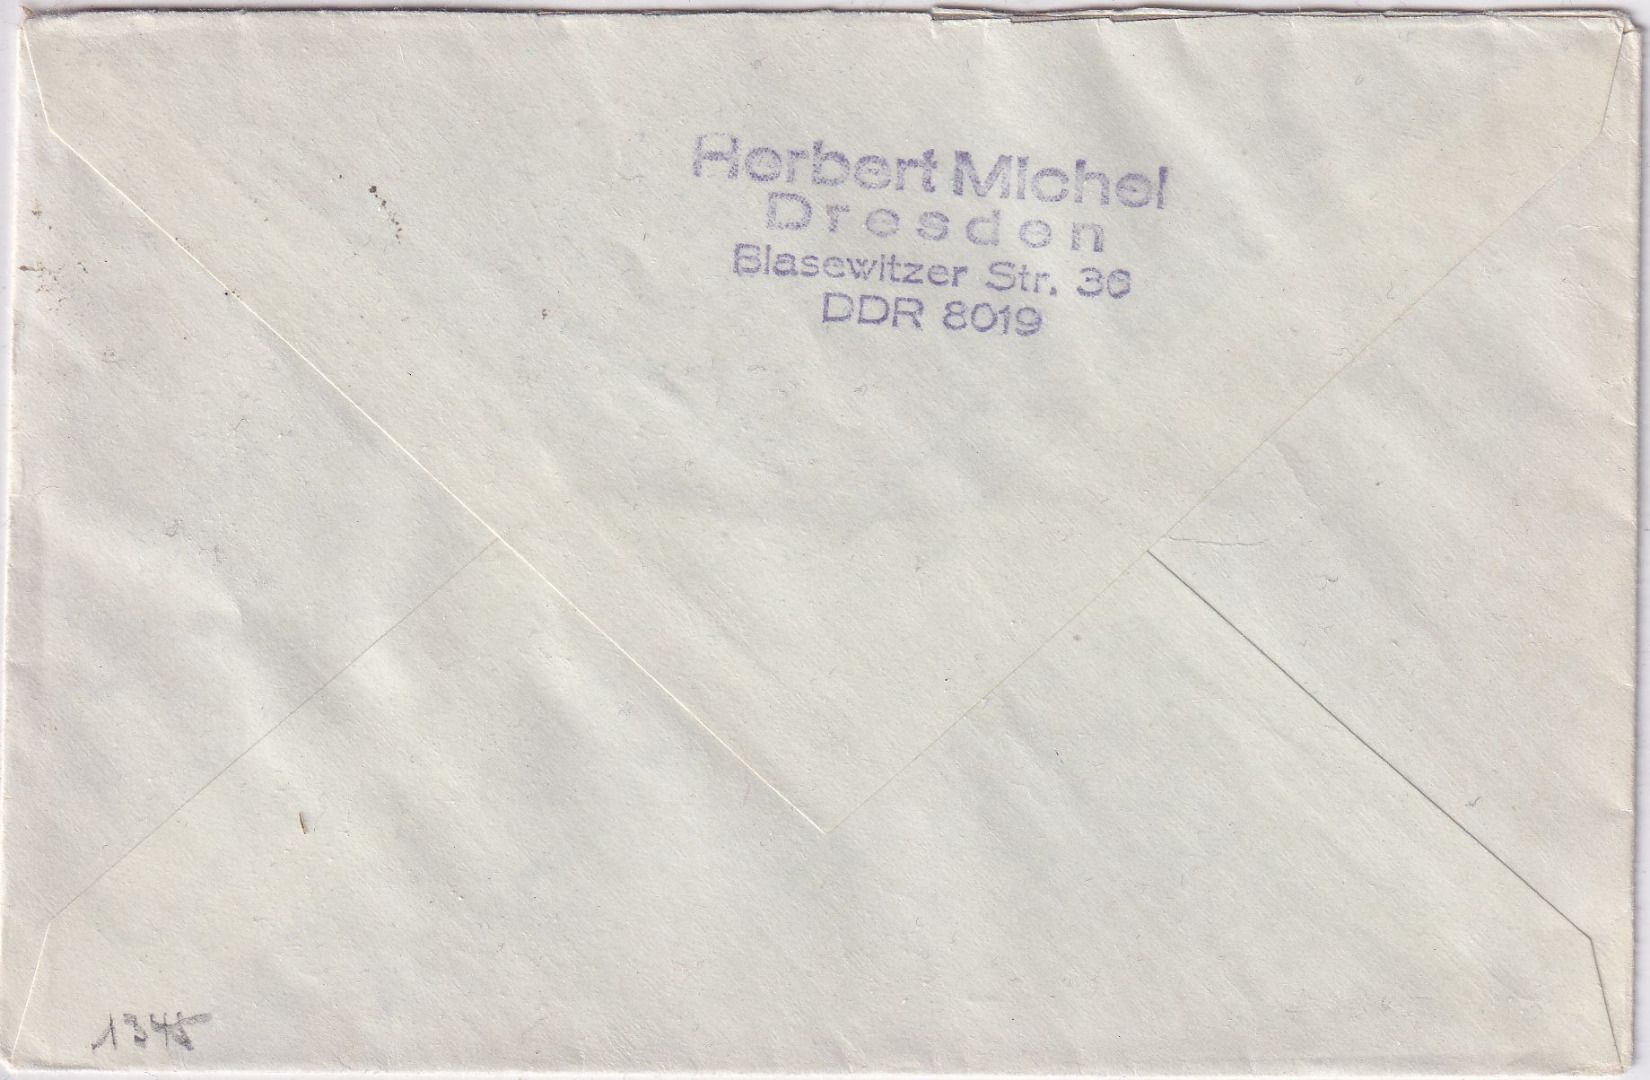 Herbert Michel
Dresden
Blasewitzer Str. 36
DDR 8019
1345